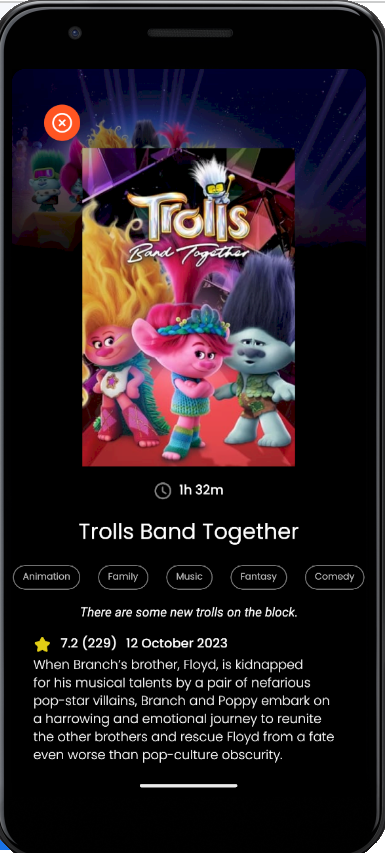 Trolls
Band Together
1h 32m
Trolls Band Together
Animation Family Music Fantasy Comedy
There are some new trolls on the block.
7.2 (229) 12 October 2023
When Branch's brother, Floyd, is kidnapped
for his musical talents by a pair of nefarious
pop-star villains, Branch and Poppy embark on
a harrowing and emotional journey to reunite
the other brothers and rescue Floyd from a fate
even worse than pop-culture obscurity.